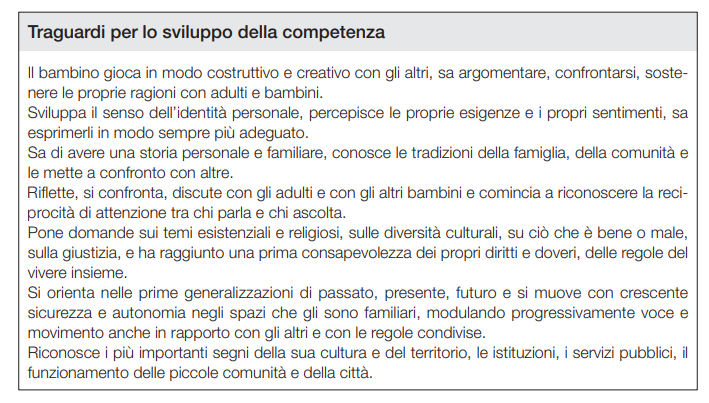 Traguardi per lo sviluppo della competenza
Il bambino gioca in modo costruttivo e creativo con gli altri, sa argomentare, confrontarsi, soste-
nere le proprie ragioni con adulti e bambini.
Sviluppa il senso dell'identità personale, percepisce le proprie esigenze e i propri sentimenti, sa
esprimerli in modo sempre più adeguato.
Sa di avere una storia personale e familiare, conosce le tradizioni della famiglia, della comunità e
le mette a confronto con altre.
Riflette, si confronta, discute con gli adulti e con gli altri bambini e comincia a riconoscere la reci-
procità di attenzione tra chi parla e chi ascolta.
Pone domande sui temi esistenziali e religiosi, sulle diversità culturali, su ciò che è bene o male,
sulla giustizia, e ha raggiunto una prima consapevolezza dei propri diritti e doveri, delle regole del
vivere insieme.
Si orienta nelle prime generalizzazioni di passato, presente, futuro e si muove con crescente
sicurezza e autonomia negli spazi che gli sono familiari, modulando progressivamente voce e
movimento anche in rapporto con gli altri e con le regole condivise.
Riconosce i più importanti segni della sua cultura e del territorio, le istituzioni, i servizi pubblici, il
funzionamento delle piccole comunità e della città.